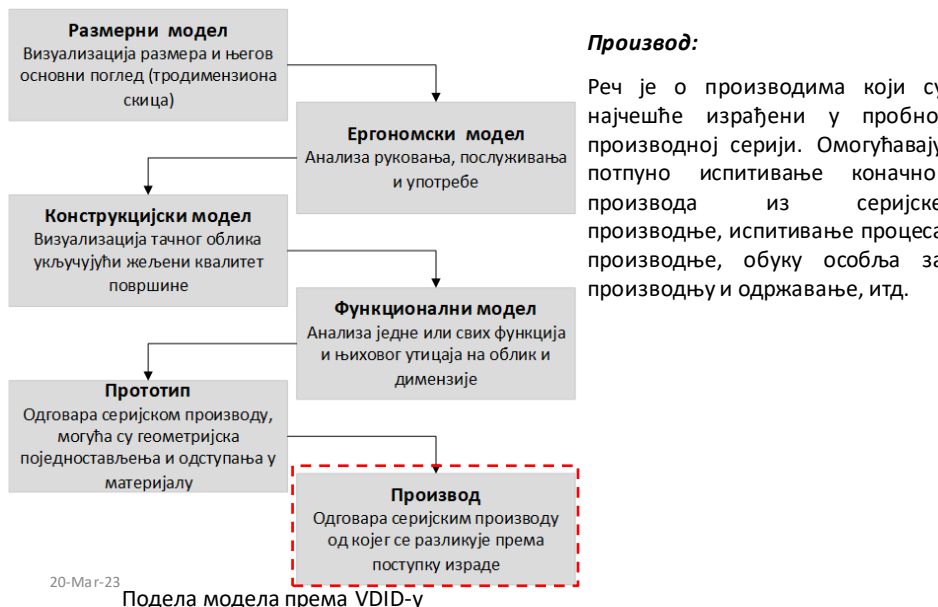 Размерни модел
Визуализација размера и његов
основни поглед (тродимензиона
скица)
Ергономски модел
Анализа руковања, послуживања
и употребе
Конструкцијски модел
Визуализација тачног облика
укључујући жељени квалитет
површине
Функционални модел
Анализа једне или свих функција
и њиховог утицаја на облик и
димензије
Прототип
Одговара серијском производу,
могућа су геометријска
поједностављења и одступања у
материјалу
Производ
Одговара серијским производу
од којег се разликује према
поступку израде
20-Mar-23
Подела модела према VDID-у
Производ:
Реч је о производима који су
најчешће израђени у пробној
производној серији. Омогућавају
потпуно испитивање коначног
производа из серијске
производње, испитивање процеса
производње, обуку особља за
производњу и одржавање, итд.